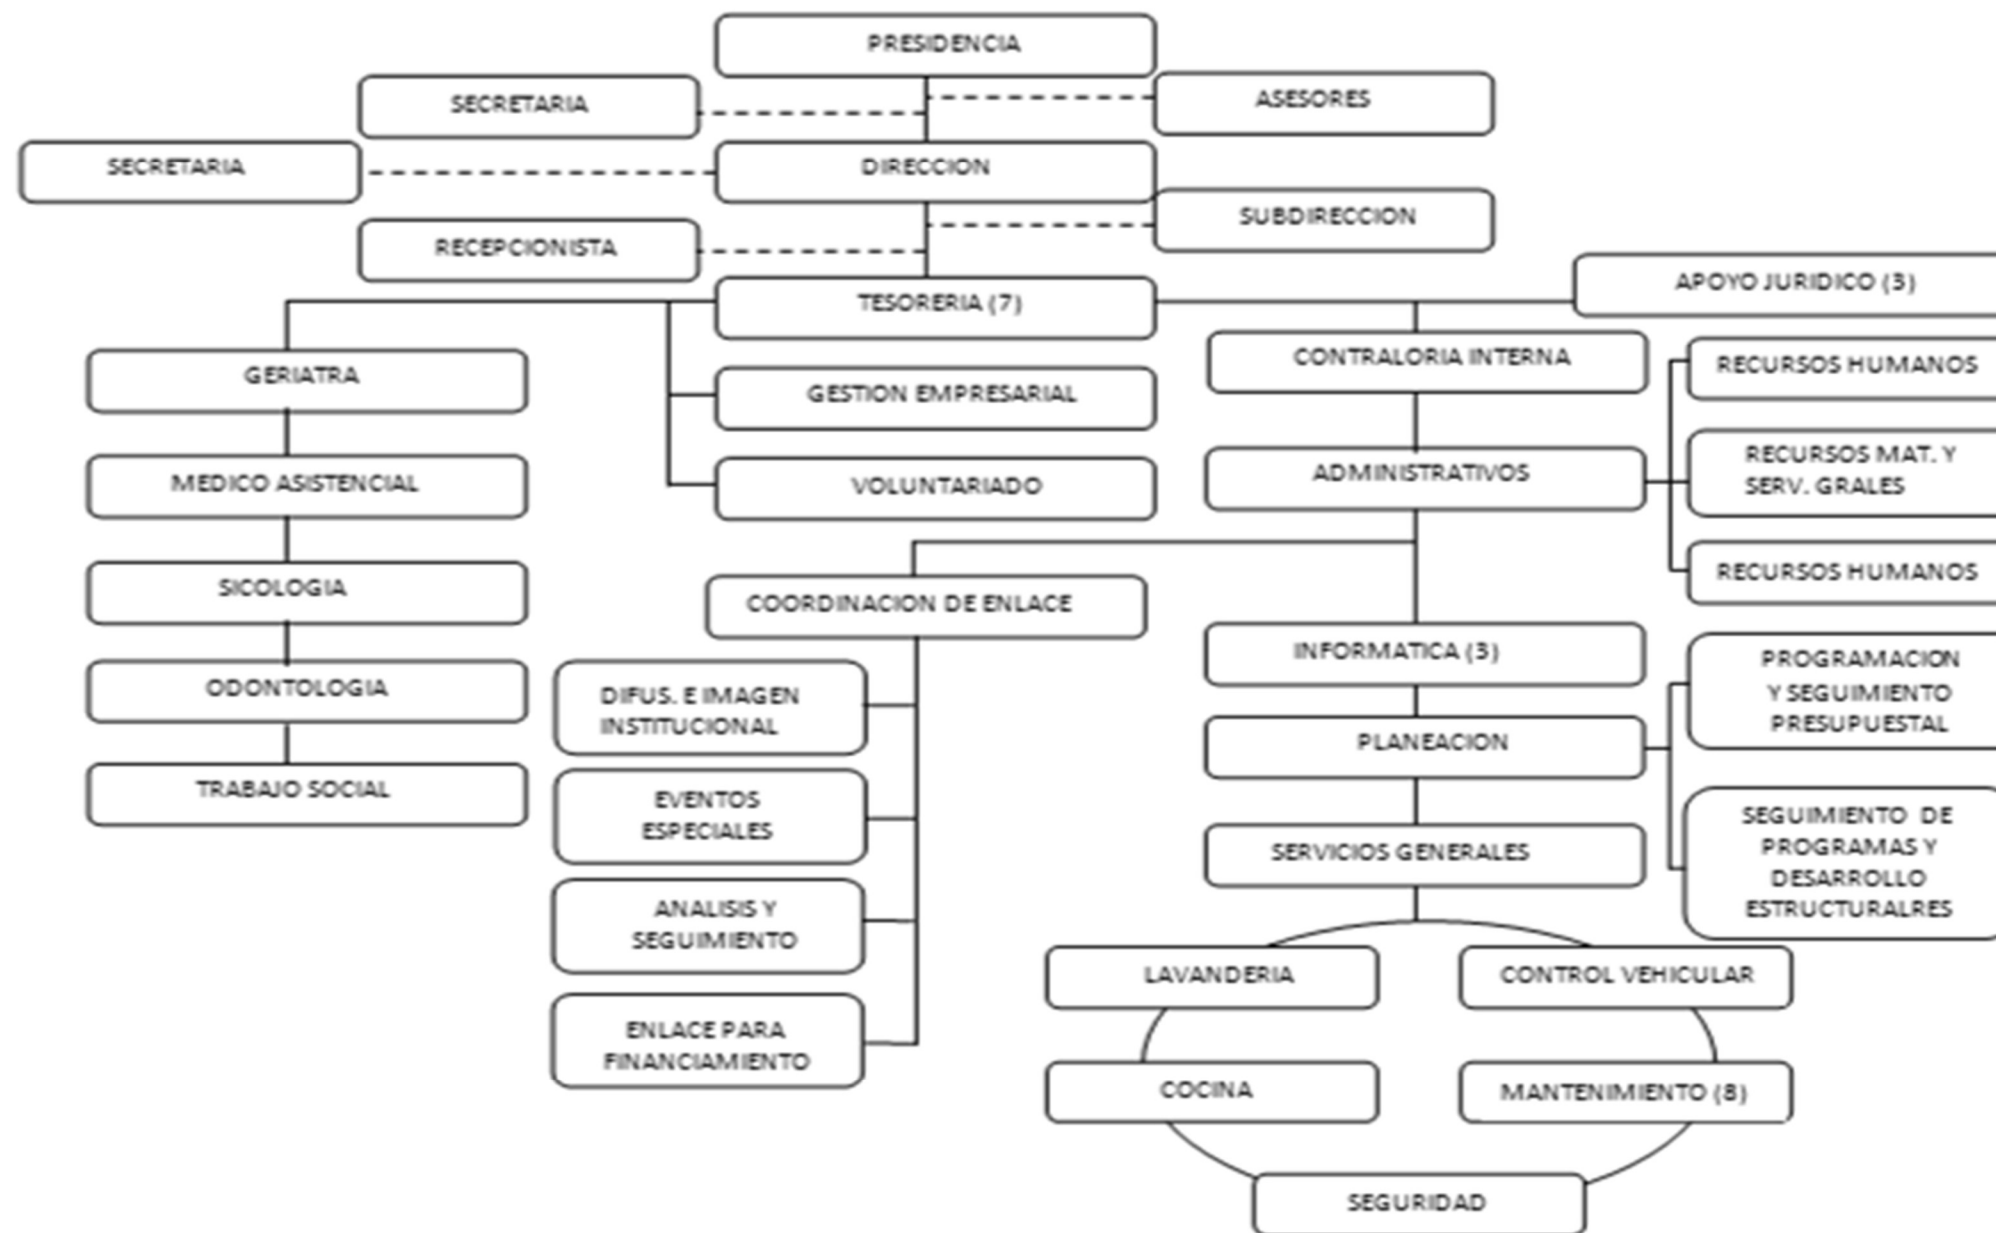 PRESIDENCIA
SECRETARIA
ASESORES
SECRETARIA
DIRECCION
SUBDIRECCION
RECEPCIONISTA
TESORERIA (7)
APOYO JURIDICO (3)
GERIATRA
MEDICO ASISTENCIAL
SICOLOGIA
ODONTOLOGIA
TRABAJO SOCIAL
GESTION EMPRESARIAL
VOLUNTARIADO
CONTRALORIA INTERNA
ADMINISTRATIVOS
RECURSOS HUMANOS
RECURSOS MAT. Y
SERV. GRALES
RECURSOS HUMANOS
COORDINACION DE ENLACE
DIFUS. E IMAGEN
INSTITUCIONAL
EVENTOS
ESPECIALES
ANALISIS Y
SEGUIMIENTO
ENLACE PARA
FINANCIAMIENTO
INFORMATICA (3)
PLANEACION
PROGRAMACION
Y SEGUIMIENTO
PRESUPUESTAL
SEGUIMIENTO DE
PROGRAMAS Y
DESARROLLO
ESTRUCTURALRES
SERVICIOS GENERALES
LAVANDERIA
CONTROL VEHICULAR
COCINA
MANTENIMIENTO (8)
SEGURIDAD